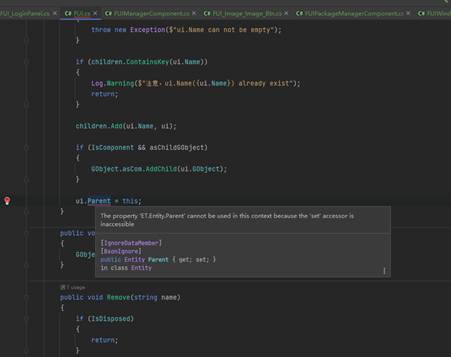 FUI_LoginPanel.cs C# FUI.cs C# FUIManagerComponent.cs C# FUI_Image_Image_Btn.cs C# FUIPackageManagerComponent.cs C# FUIWind
{
throw new Exception($"ui.Name can not be empty");
}
if (children.ContainsKey(ui.Name))
{
Log.Warning($"注意，ui.Name({ui.Name}) already exist");
return;
}
children.Add(ui.Name, ui);
if (IsComponent && asChildGObject)
{
GObject.asCom.AddChild(ui.GObject);
}
ui.Parent = this;
}
The property 'ET.Entity.Parent' cannot be used in this context because the 'set' accessor is
inaccessible
public vo
[IgnoreDataMember]
{
[BsonIgnore]
GObje
public Entity Parent { get; set; }
}
in class Entity
1 usage
public void Remove(string name)
{
if (IsDisposed)
{
return;
}